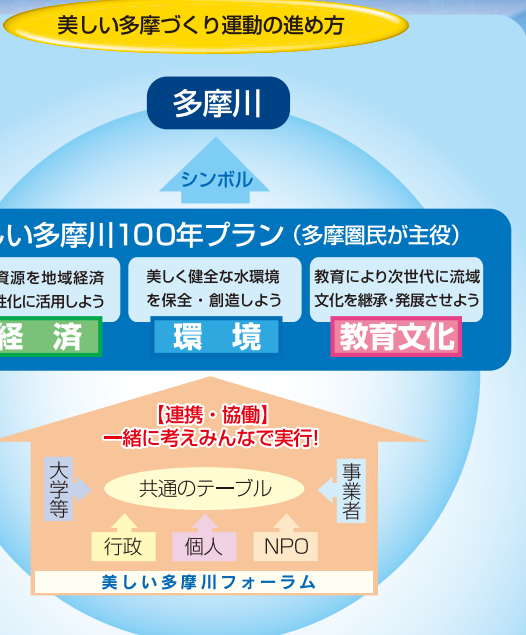 美しい多摩づくり運動の進め方
多摩川
シンボル
しい多摩川100年プラン（多摩圏民が主役）
資源を地域経済
性化に活用しよう
経 済
美しく健全な水環境
を保全・創造しよう
環 境
教育により次世代に流域
文化を継承・発展させよう
教育文化
【連携・協働】
一緒に考えみんなで実行!
大学等
共通のテーブル
事業者
行政 個人 NPO
美しい多摩川フォーラム